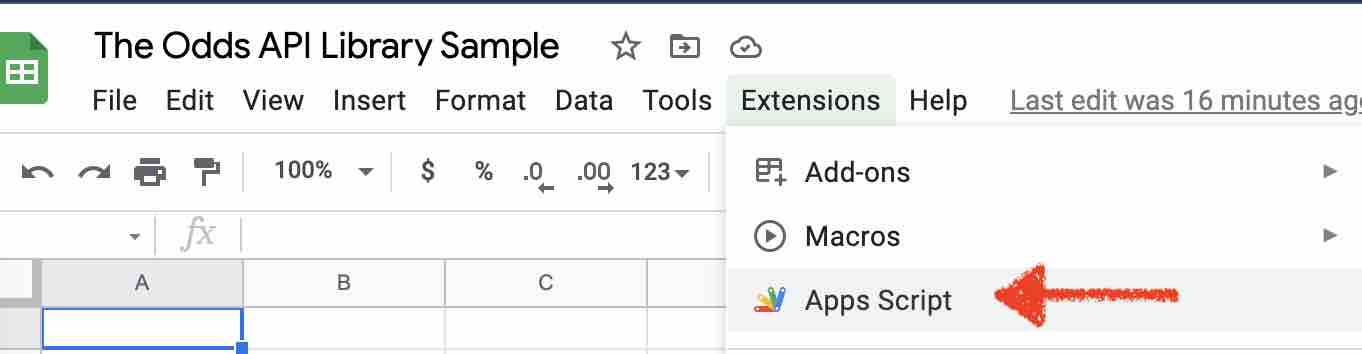 The Odds API Library Sample
File Edit View Insert Format Data Tools Extensions Help Last edit was 16 minutes
100% $ % .0 .00 123
Add-ons
fx
Macros
A B C
Apps Script